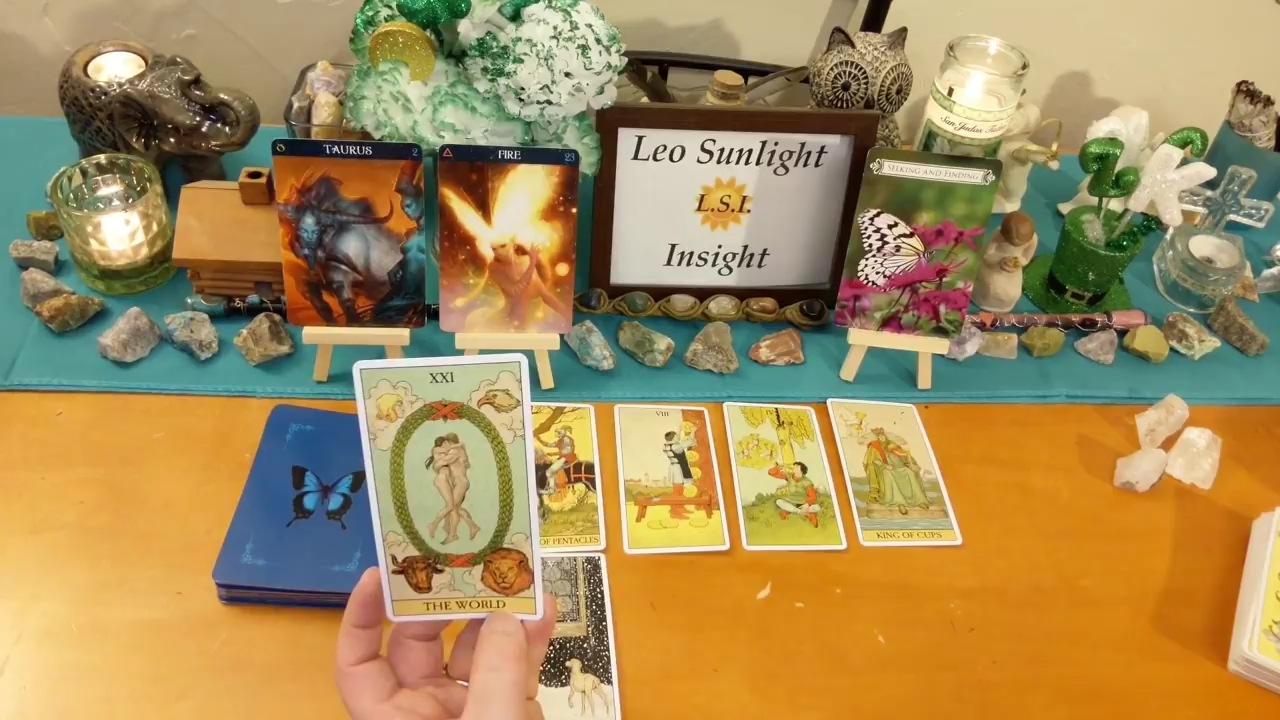 TAURUS
2
FIRE
23
Leo Sunlight
L.S.I.
Insight
SEEKING AND FINDING
San Judas
XXI
THE WORLD
OF PENTACLES
VIII
KING OF CUPS